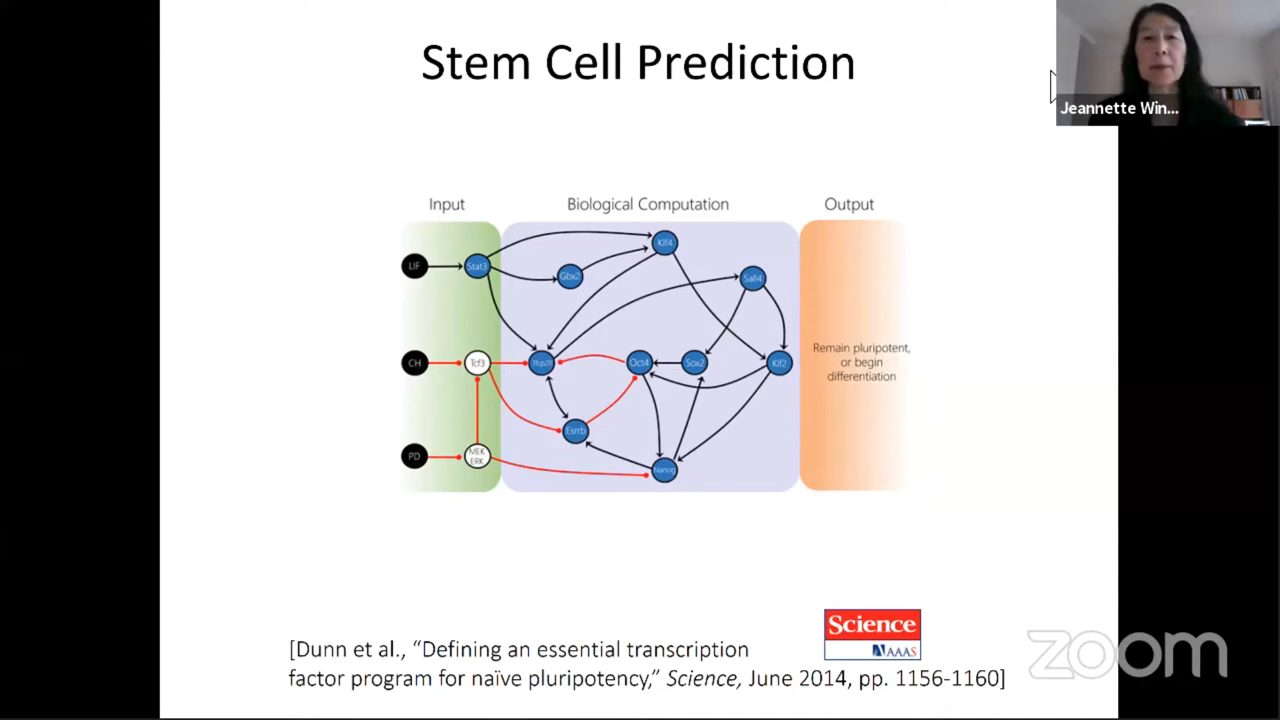 Stem Cell Prediction
Jeannette Win...
Input
Biological Computation
Output
Klf4
LIF
Stat3
Gbx2
Sall4
Remain pluripotent,
or begin
differentiation
CH
Tcf3
Oct4
Sox2
Klf2
Esrrb
PD
MEK
ERK
Nanog
Science
AAAS
[Dunn et al., “Defining an essential transcription
factor program for naïve pluripotency,” Science, June 2014, pp. 1156-1160]
zoom